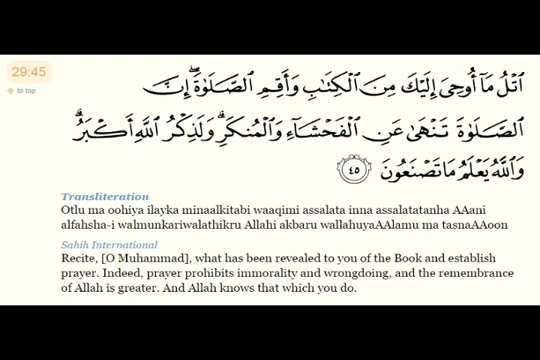 29:45
to top
ٱتْلُ مَآ أُوحِىَ إِلَيْكَ مِنَ ٱلْكِتَٰبِ وَأَقِمِ ٱلصَّلَوٰةَ ۖ إِنَّ
ٱلصَّلَوٰةَ تَنْهَىٰ عَنِ ٱلْفَحْشَآءِ وَٱلْمُنكَرِ ۗ وَلَذِكْرُ ٱللَّهِ أَكْبَرُ ۗ
وَٱللَّهُ يَعْلَمُ مَا تَصْنَعُونَ ٤٥
Transliteration
Otlu ma oohiya ilayka minaalkitabi waaqimi assalata inna assalatatanha AAani
alfahsha-i walmunkariwalathikru Allahi akbaru wallahuyaAAlamu ma tasnaAAoon
Sahih International
Recite, [O Muhammad], what has been revealed to you of the Book and establish
prayer. Indeed, prayer prohibits immorality and wrongdoing, and the remembrance
of Allah is greater. And Allah knows that which you do.